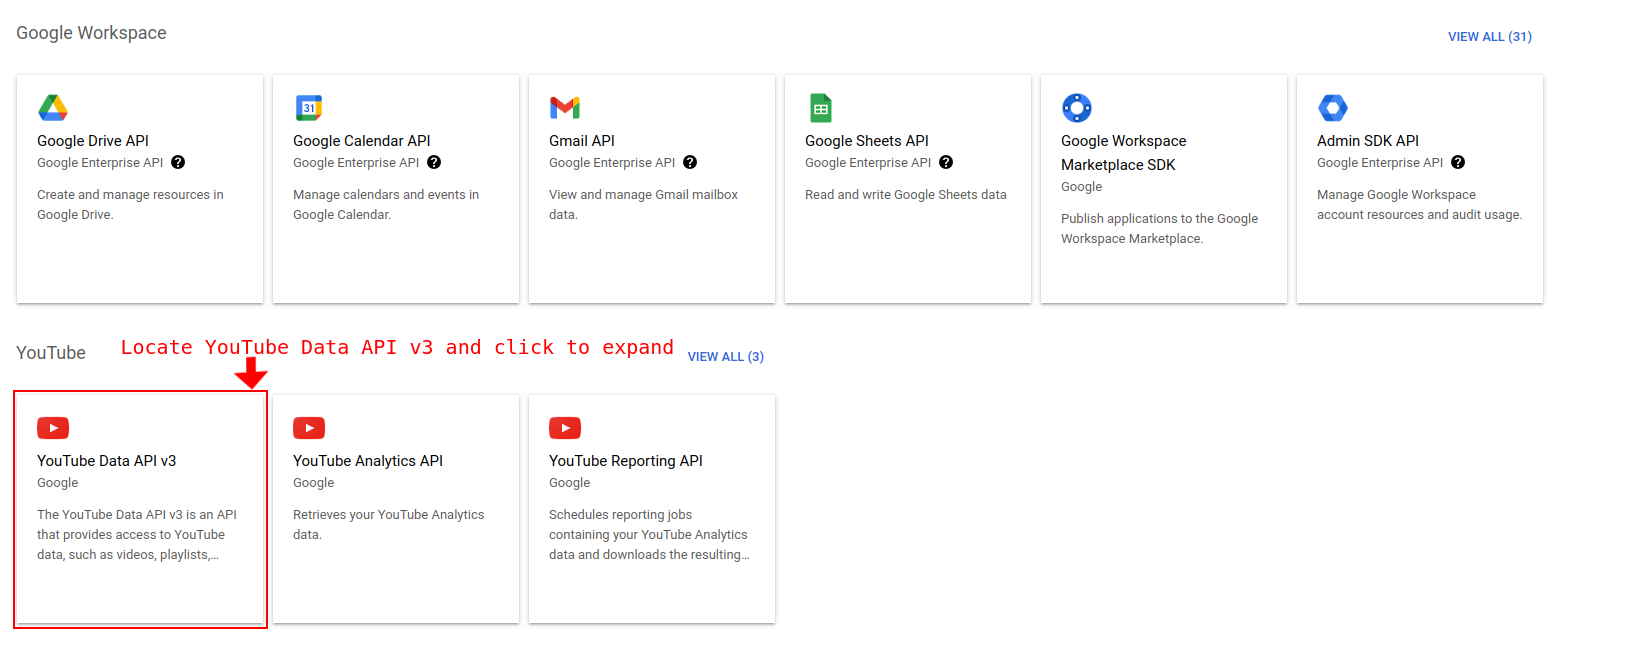 Google Workspace
VIEW ALL (31)
31
Google Drive API
Google Enterprise API ?
Create and manage resources in
Google Drive.
Google Calendar API
Google Enterprise API ?
Manage calendars and events in
Google Calendar.
Gmail API
Google Enterprise API ?
View and manage Gmail mailbox
data.
Google Sheets API
Google Enterprise API ?
Read and write Google Sheets data
Google Workspace
Marketplace SDK
Google
Publish applications to the Google
Workspace Marketplace.
Admin SDK API
Google Enterprise API ?
Manage Google Workspace
account resources and audit usage.
YouTube
Locate YouTube Data API v3 and click to expand
VIEW ALL (3)
YouTube Data API v3
Google
The YouTube Data API v3 is an API
that provides access to YouTube
data, such as videos, playlists,...
YouTube Analytics API
Google
Retrieves your YouTube Analytics
data.
YouTube Reporting API
Google
Schedules reporting jobs
containing your YouTube Analytics
data and downloads the resulting...